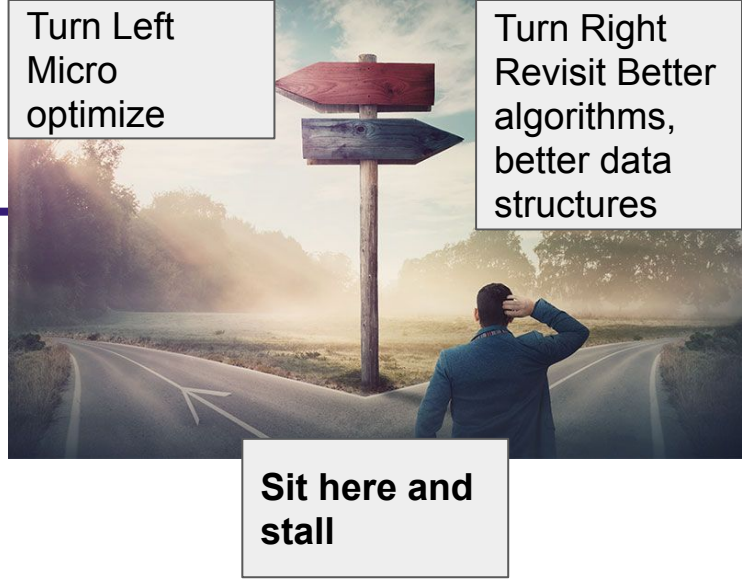 Turn Left
Micro
optimize
Turn Right
Revisit Better
algorithms,
better data
structures
Sit here and
stall